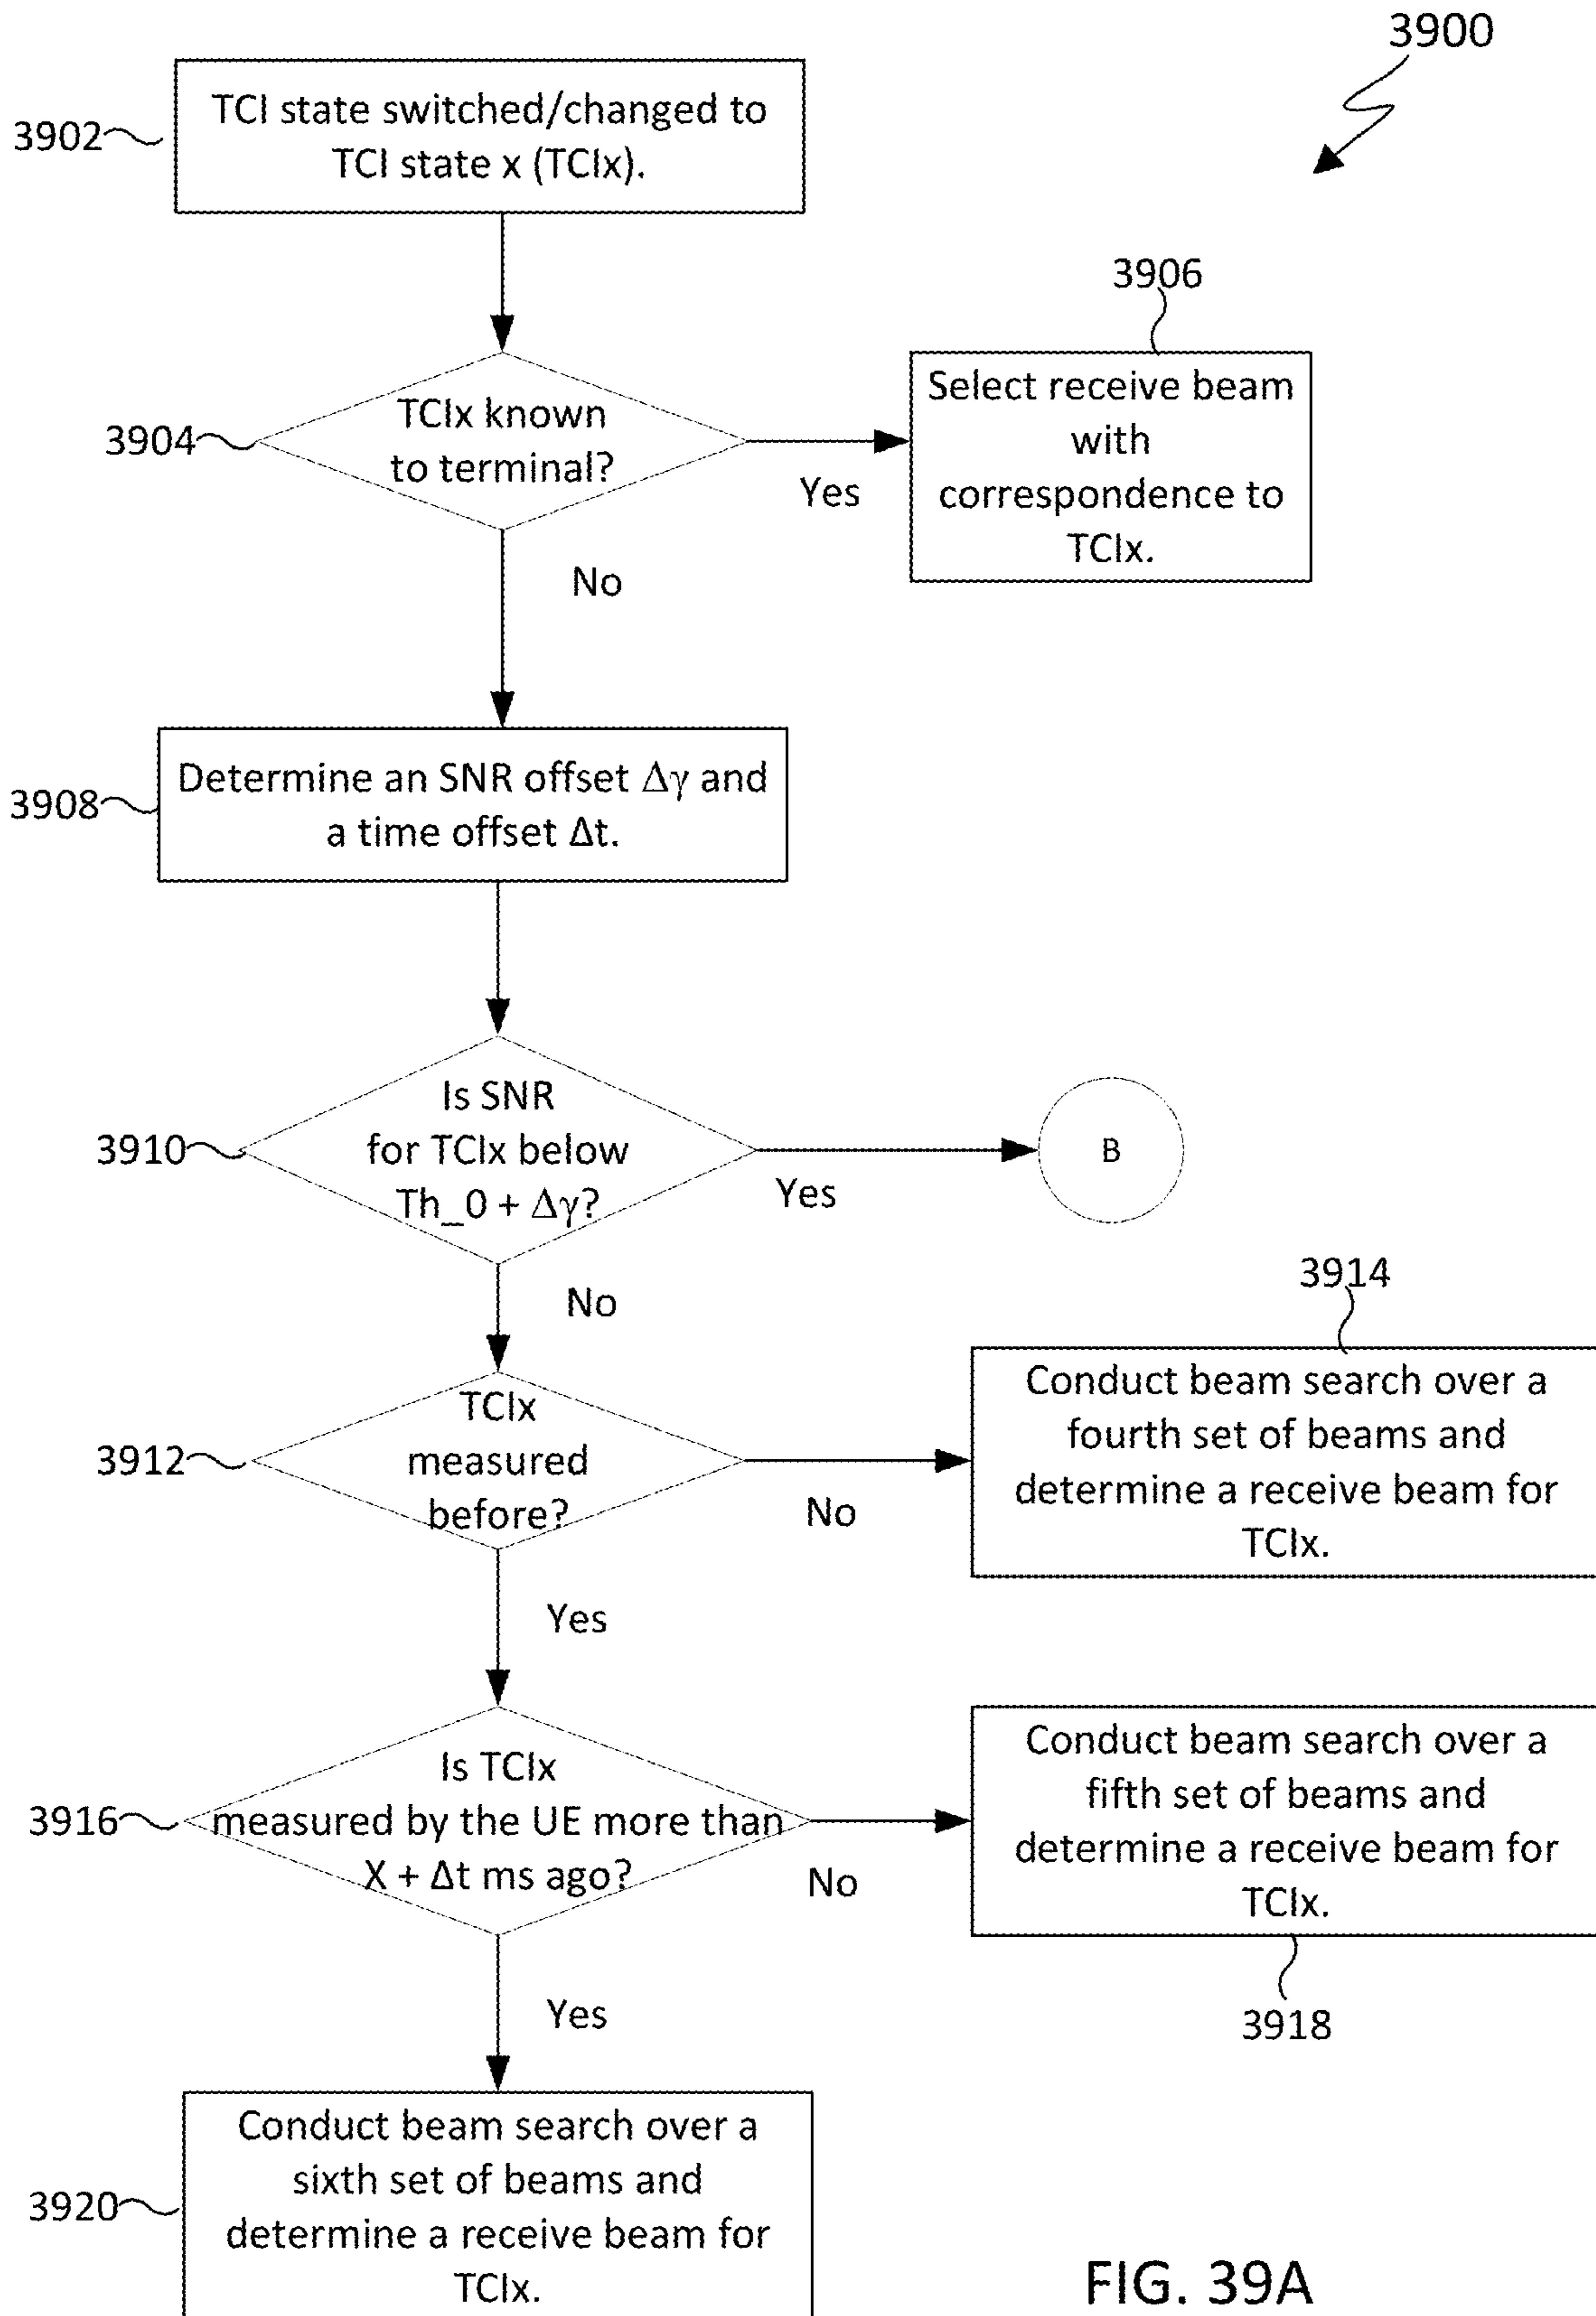 3900
3902
TCI state switched/changed to
TCI state x (TCIx).
3904
TCIx known
to terminal?
Yes
No
3906
Select receive beam
with
correspondence to
TCIx.
3908
Determine an SNR offset Δγ and
a time offset Δt.
3910
Is SNR
for TCIx below
Th_0 + Δγ?
Yes
B
No
3912
TCIx
measured
before?
No
3914
Conduct beam search over a
fourth set of beams and
determine a receive beam for
TCIx.
Yes
3916
Is TCIx
measured by the UE more than
X + Δt ms ago?
No
Conduct beam search over a
fifth set of beams and
determine a receive beam for
TCIx.
3918
Yes
3920
Conduct beam search over a
sixth set of beams and
determine a receive beam for
TCIx.
FIG. 39A